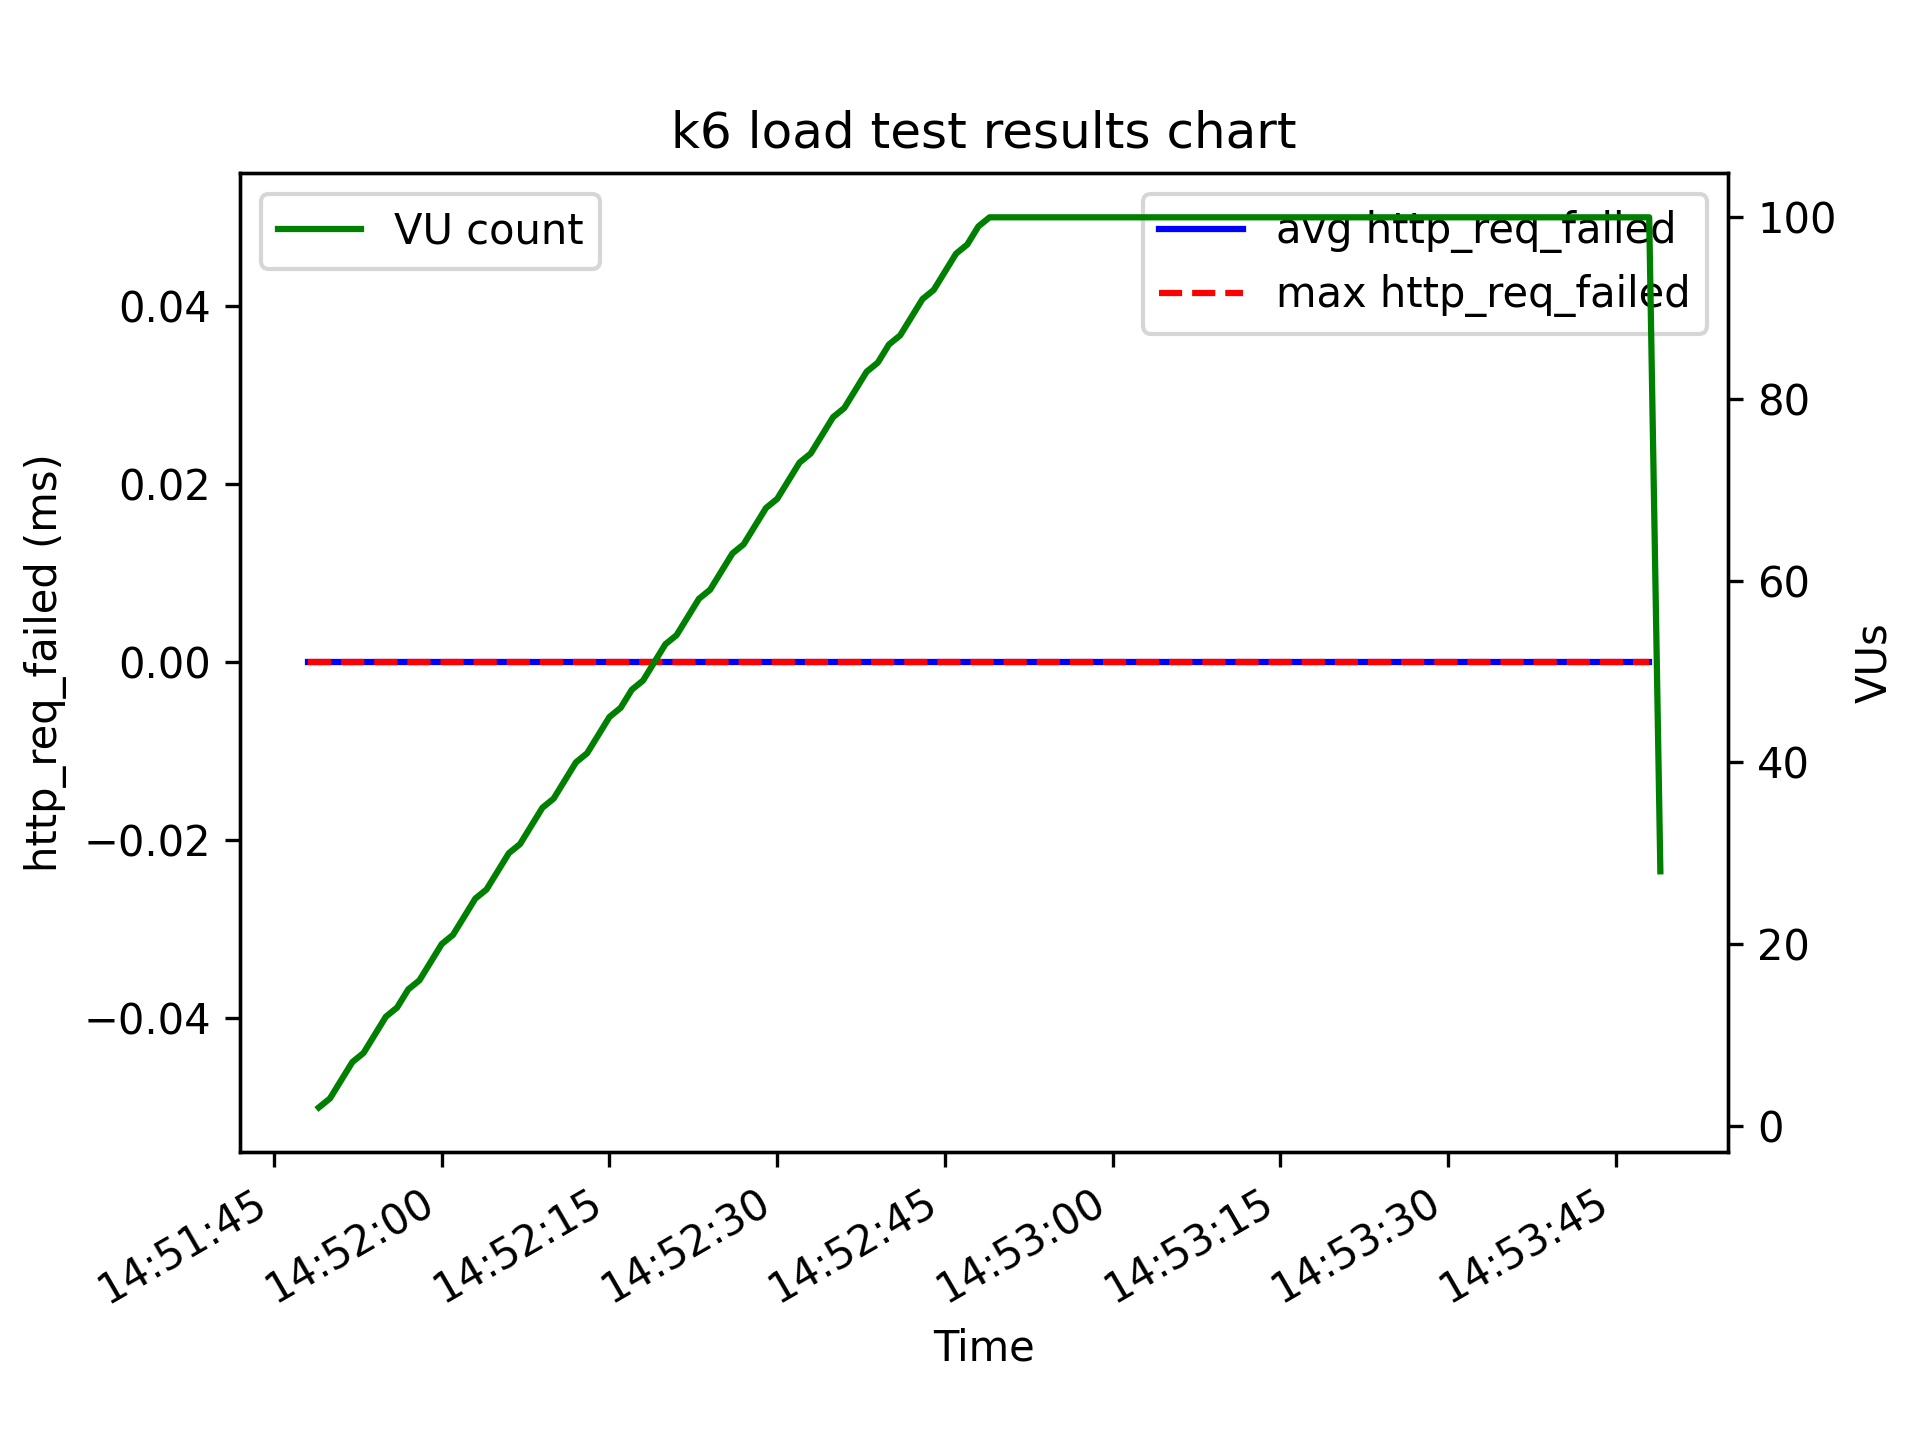 k6 load test results chart
VU count
avg http_req_failed
max http_req_failed
http_req_failed (ms)
0.04
0.02
0.00
−0.02
−0.04
100
80
60
40
20
0
VUs
14:51:45
14:52:00
14:52:15
14:52:30
14:52:45
14:53:00
14:53:15
14:53:30
14:53:45
Time